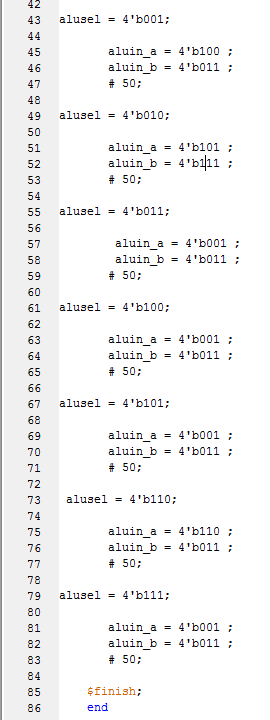 42
43 alusel = 4'b001;
44
45 aluin_a = 4'b100 ;
46 aluin_b = 4'b011 ;
47 # 50;
48
49 alusel = 4'b010;
50
51 aluin_a = 4'b101 ;
52 aluin_b = 4'b111 ;
53 # 50;
54
55 alusel = 4'b011;
56
57 aluin_a = 4'b001 ;
58 aluin_b = 4'b011 ;
59 # 50;
60
61 alusel = 4'b100;
62
63 aluin_a = 4'b001 ;
64 aluin_b = 4'b011 ;
65 # 50;
66
67 alusel = 4'b101;
68
69 aluin_a = 4'b001 ;
70 aluin_b = 4'b011 ;
71 # 50;
72
73 alusel = 4'b110;
74
75 aluin_a = 4'b110 ;
76 aluin_b = 4'b011 ;
77 # 50;
78
79 alusel = 4'b111;
80
81 aluin_a = 4'b001 ;
82 aluin_b = 4'b011 ;
83 # 50;
84
85 $finish;
86 end